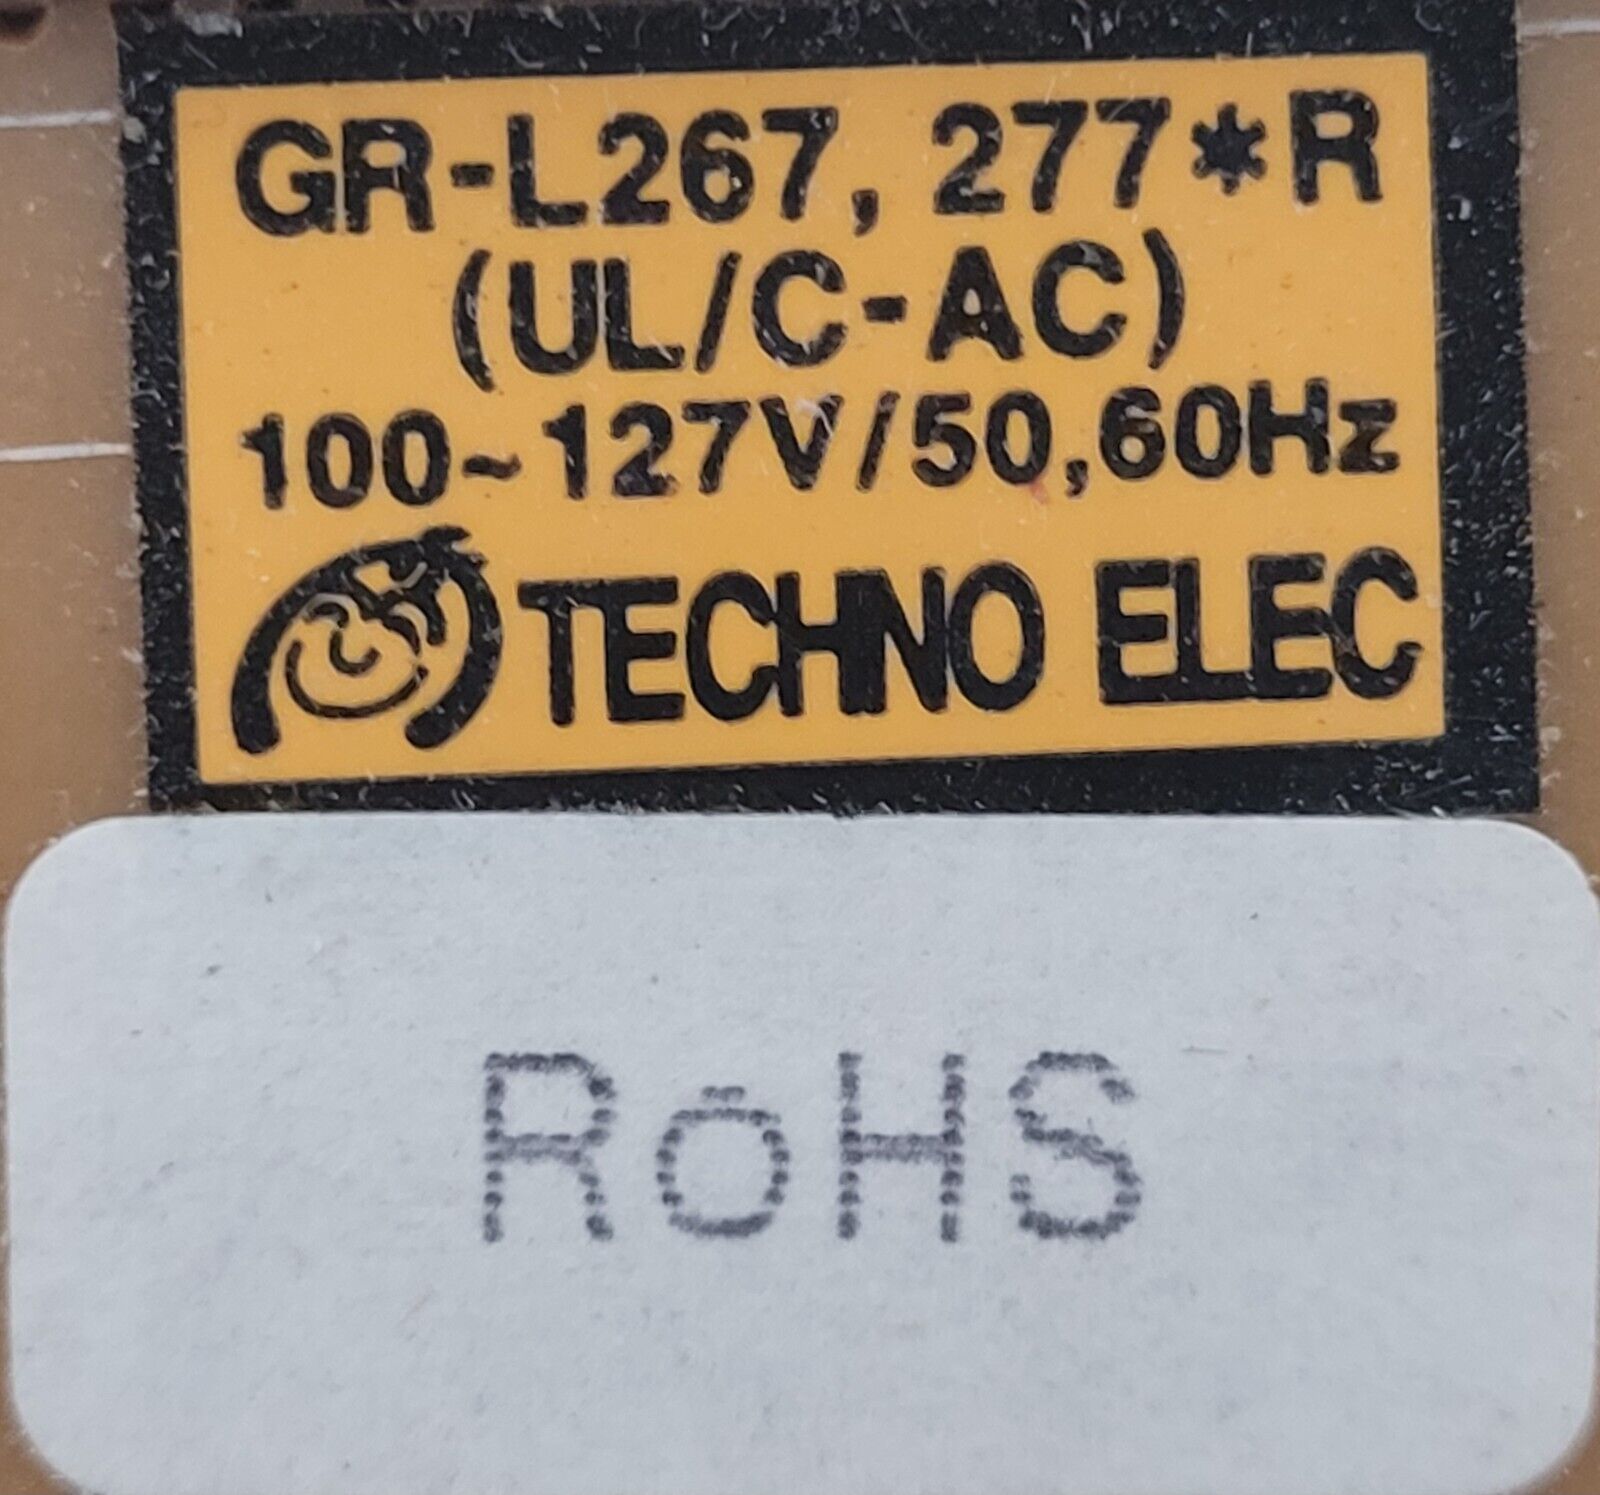 GR-L267, 277*R
(UL/C-AC)
100~127V/50,60Hz
TECHNO ELEC
RoHS